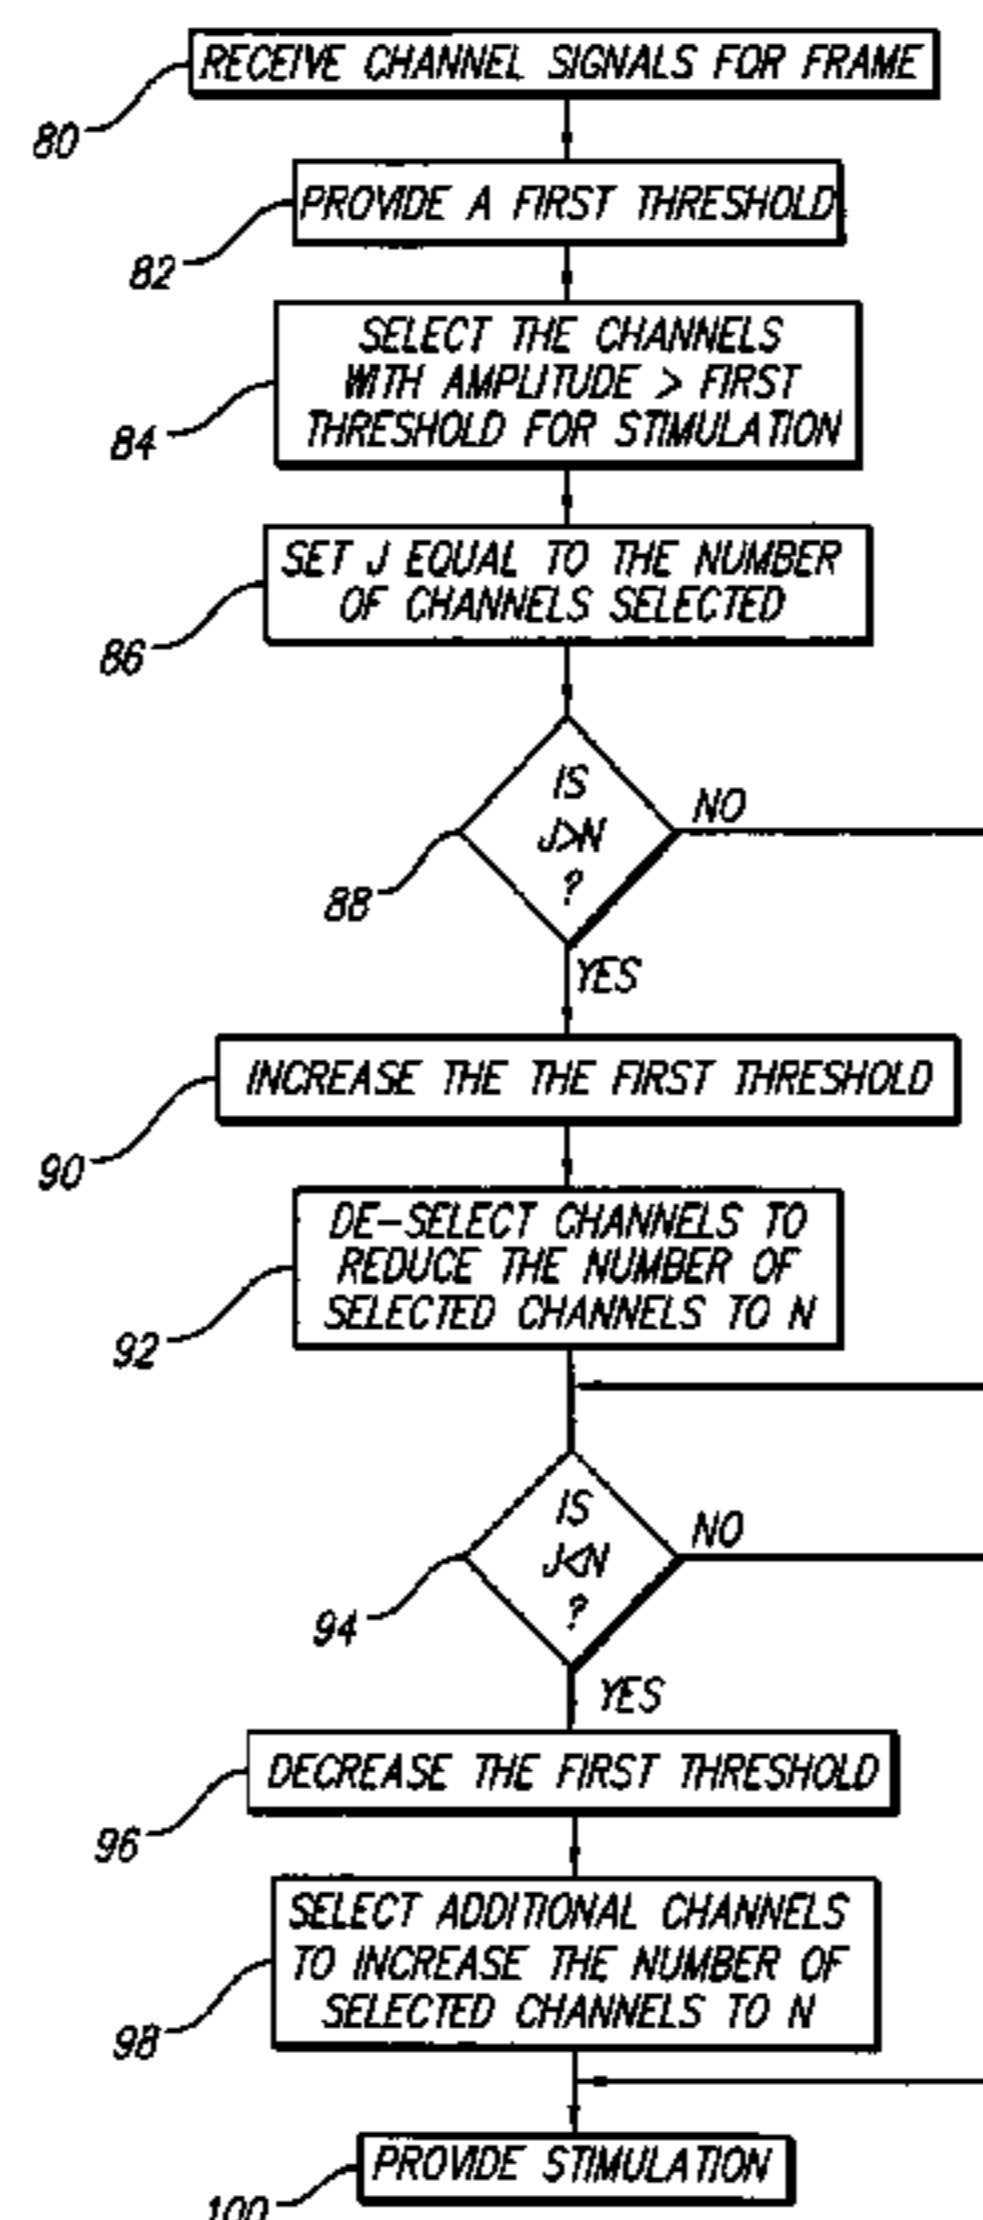 RECEIVE CHANNEL SIGNALS FOR FRAME
80
PROVIDE A FIRST THRESHOLD
82
SELECT THE CHANNELS
WITH AMPLITUDE > FIRST
THRESHOLD FOR STIMULATION
84
SET J EQUAL TO THE NUMBER
OF CHANNELS SELECTED
86
IS
J>N
?
NO
88
YES
INCREASE THE THE FIRST THRESHOLD
90
DE-SELECT CHANNELS TO
REDUCE THE NUMBER OF
SELECTED CHANNELS TO N
92
IS
J<N
?
NO
94
YES
DECREASE THE FIRST THRESHOLD
96
SELECT ADDITIONAL CHANNELS
TO INCREASE THE NUMBER OF
SELECTED CHANNELS TO N
98
PROVIDE STIMULATION
100